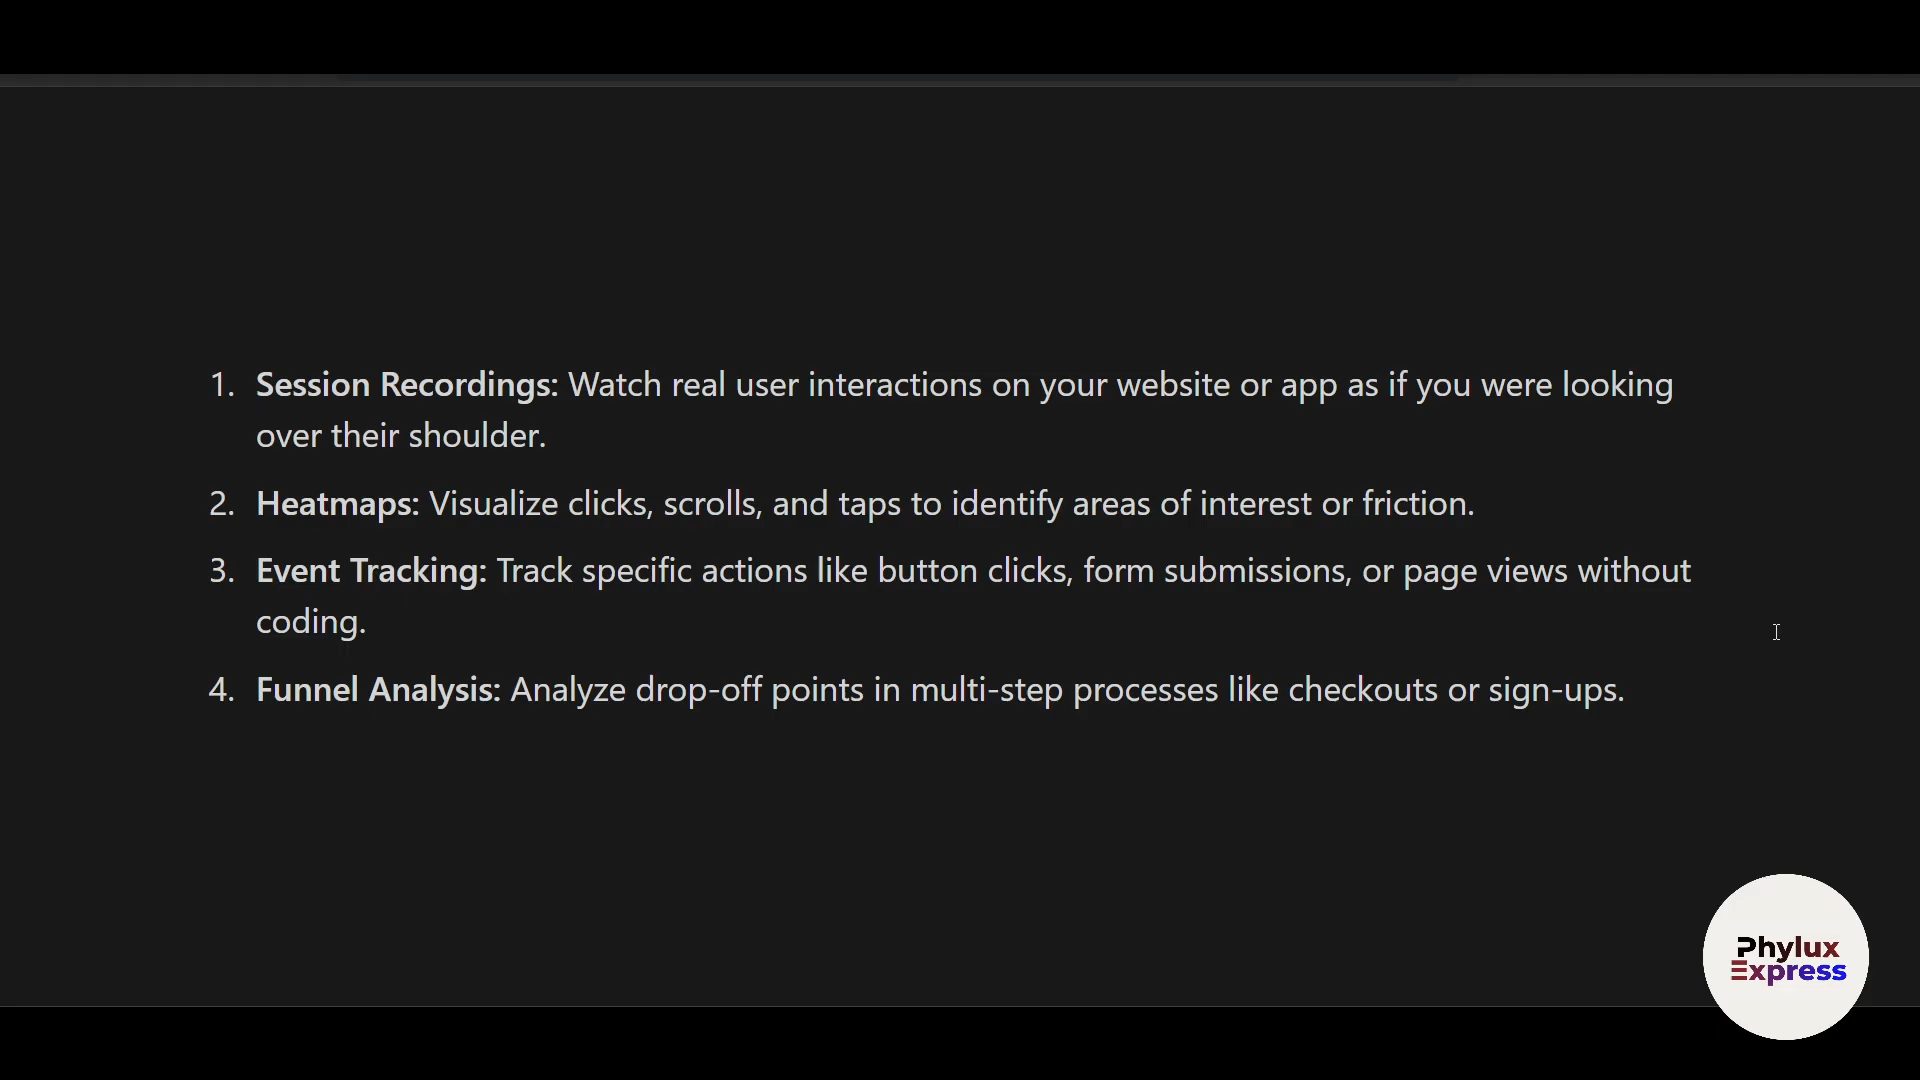 1. Session Recordings: Watch real user interactions on your website or app as if you were looking
over their shoulder.
2. Heatmaps: Visualize clicks, scrolls, and taps to identify areas of interest or friction.
3. Event Tracking: Track specific actions like button clicks, form submissions, or page views without
coding.
4. Funnel Analysis: Analyze drop-off points in multi-step processes like checkouts or sign-ups.
Phylux
Express